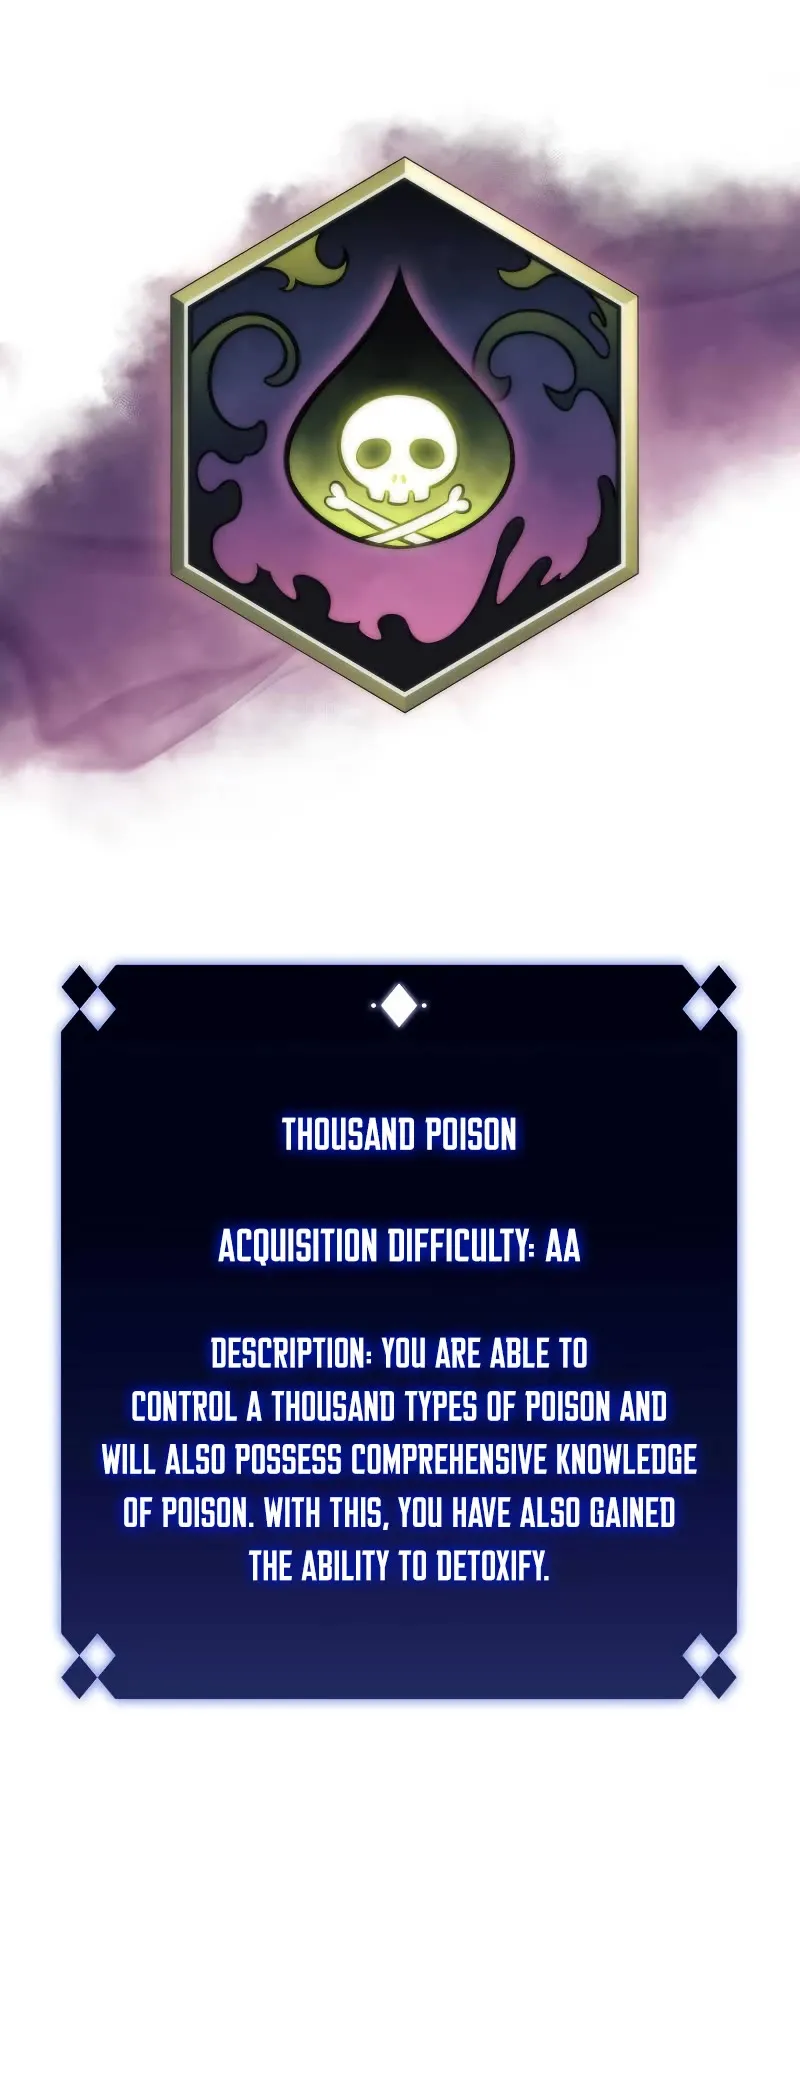 THOUSAND POISON
ACQUISITION DIFFICULTY: AA
DESCRIPTION: YOU ARE ABLE TO
CONTROL A THOUSAND TYPES OF POISON AND
WILL ALSO POSSESS COMPREHENSIVE KNOWLEDGE
OF POISON. WITH THIS, YOU HAVE ALSO GAINED
THE ABILITY TO DETOXIFY.